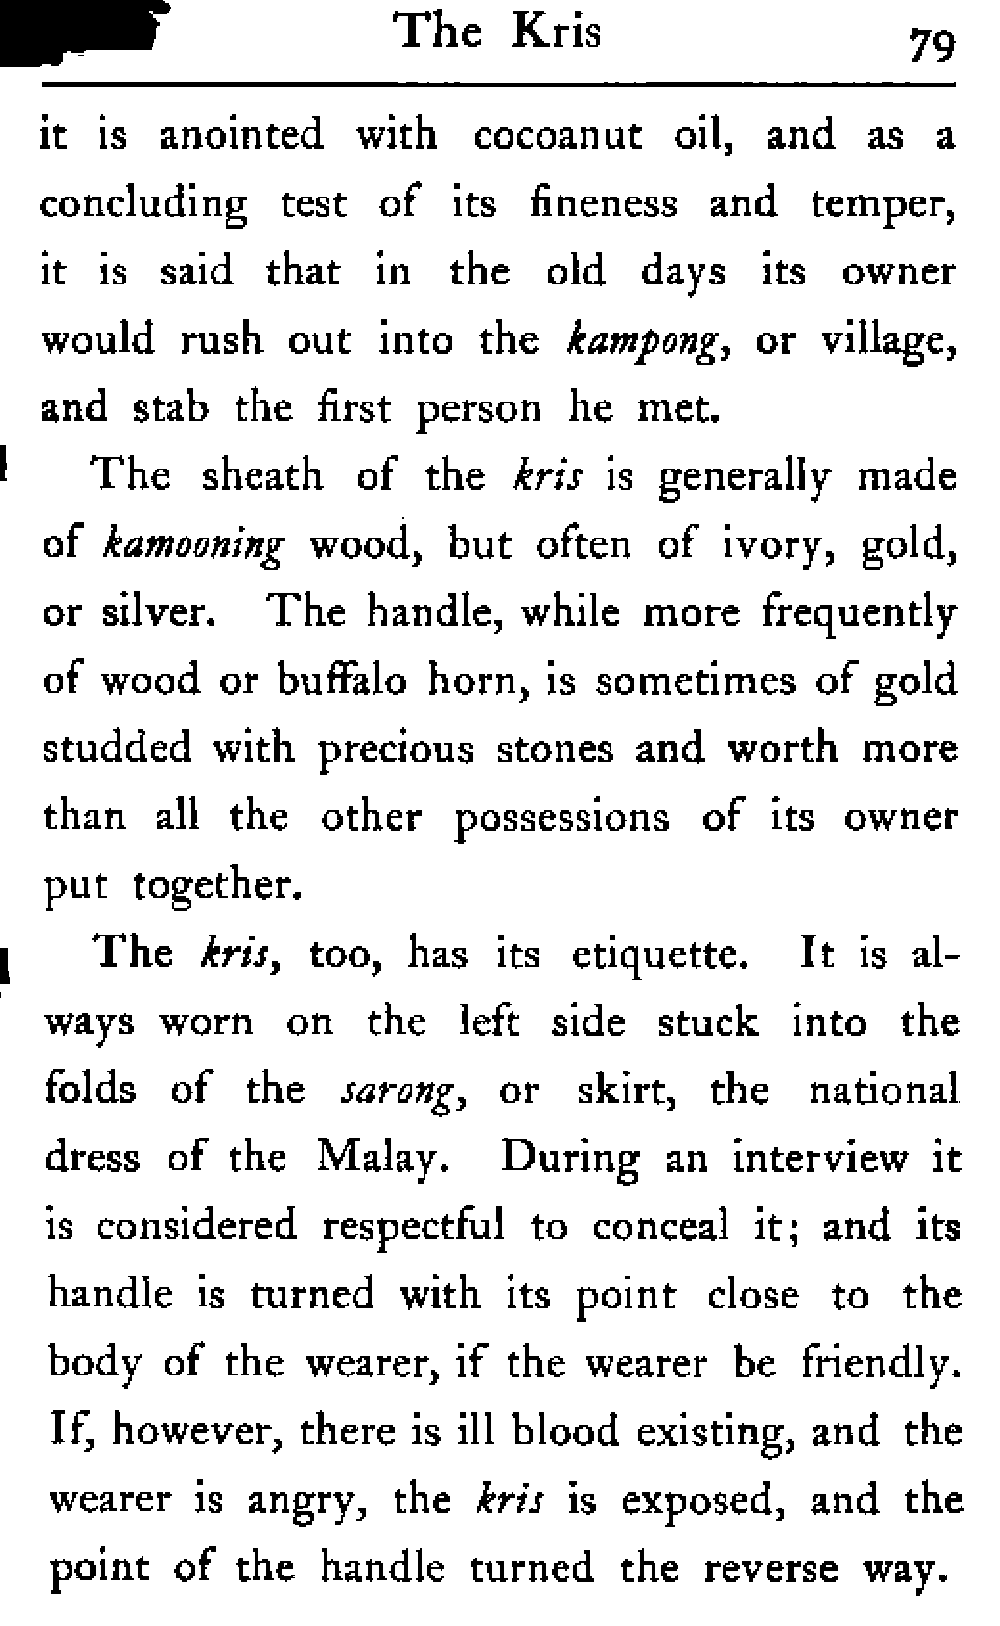 The Kris
79
it is anointed with cocoanut oil, and as a
concluding test of its fineness and temper,
it is said that in the old days its owner
would rush out into the kampong, or village,
and stab the first person he met.
The sheath of the kris is generally made
of kamooning wood, but often of ivory, gold,
or silver. The handle, while more frequently
of wood or buffalo horn, is sometimes of gold
studded with precious stones and worth more
than all the other possessions of its owner
put together.
The kris, too, has its etiquette. It is al-
ways worn on the left side stuck into the
folds of the sarong, or skirt, the national
dress of the Malay. During an interview it
is considered respectful to conceal it; and its
handle is turned with its point close to the
body of the wearer, if the wearer be friendly.
If, however, there is ill blood existing, and the
wearer is angry, the kris is exposed, and the
point of the handle turned the reverse way.